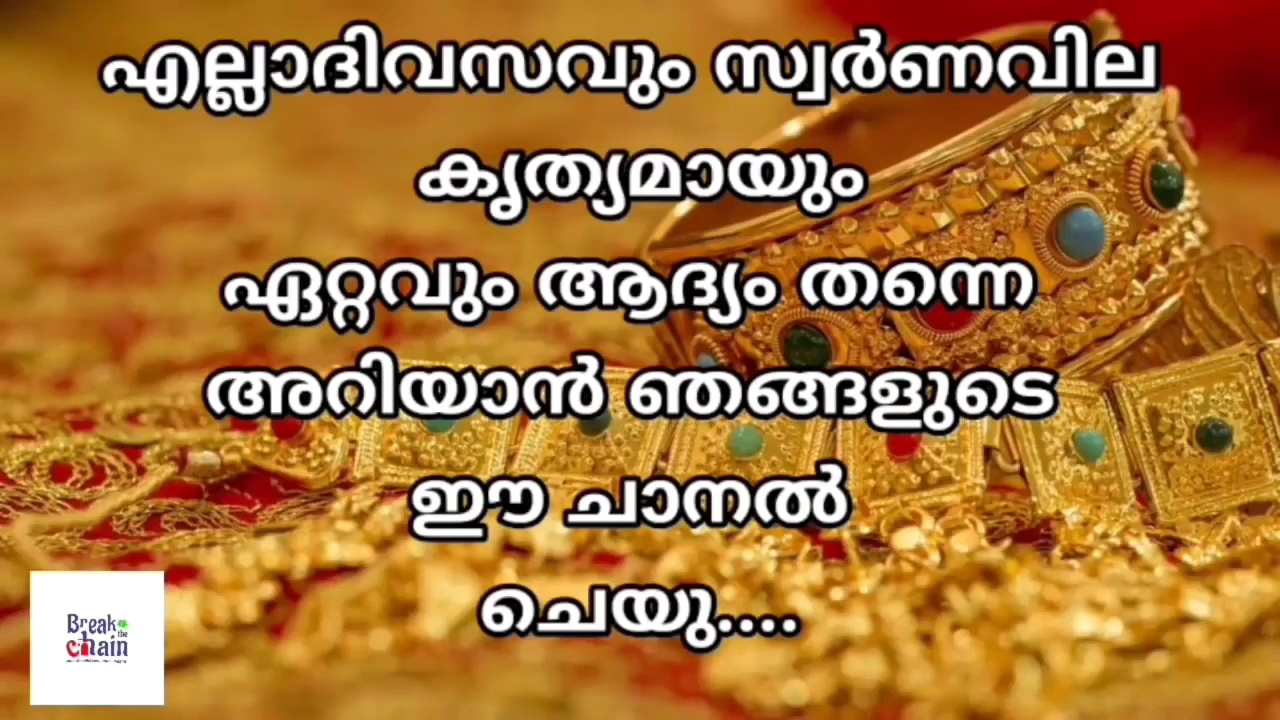 എല്ലാദിവസവും സ്വർണവില
കൃത്യമായും
ഏറ്റവും ആദ്യം തന്നെ
അറിയാൻ ഞങ്ങളുടെ
ഈ ചാനൽ
ചെയു....
Break
the
chain